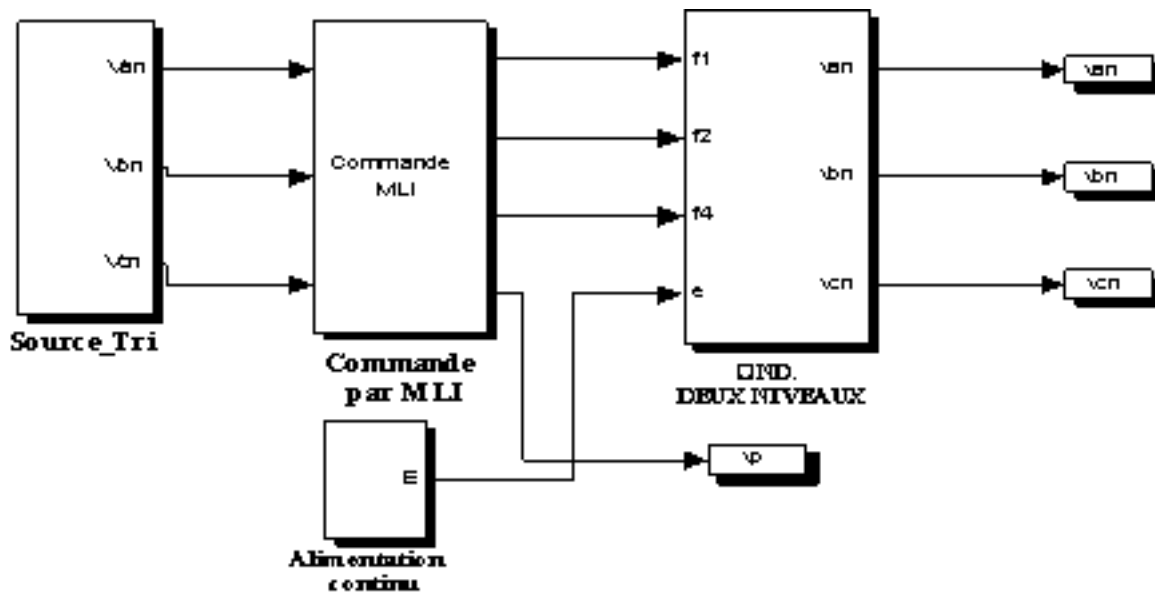 Van
Vbn
Vcn
Source_Tri
Commande
MLI
Commande
par MLI
f1
f2
f4
e
Van
Vbn
Vcn
OND.
DEUX NIVEAUX
Van
Vbn
Vcn
Vp
E
Alimentation
continu